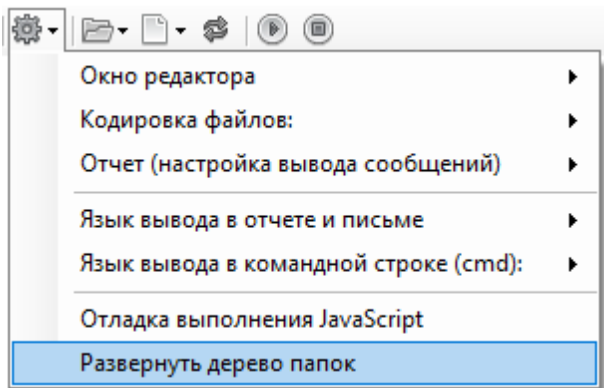 Окно редактора
Кодировка файлов:
Отчет (настройка вывода сообщений)
Язык вывода в отчете и письме
Язык вывода в командной строке (cmd):
Отладка выполнения JavaScript
Развернуть дерево папок